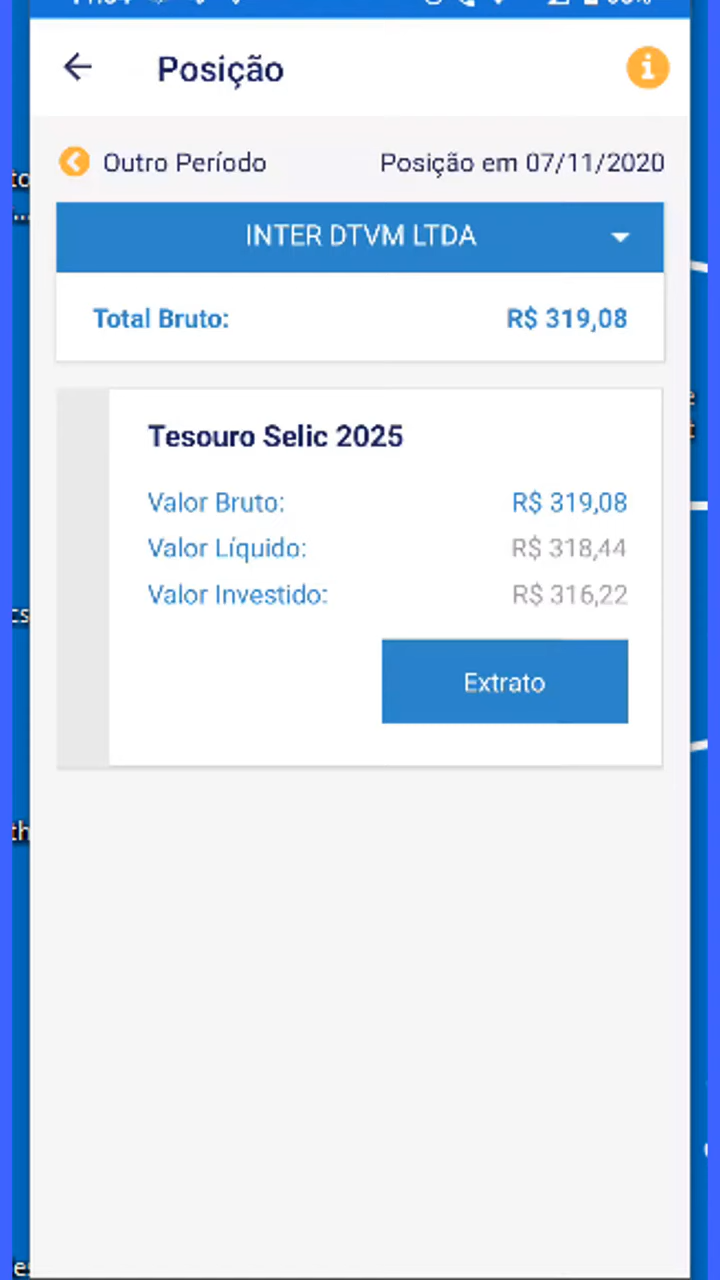 Posição
Outro Período Posição em 07/11/2020
INTER DTVM LTDA
Total Bruto: R$ 319,08
Tesouro Selic 2025
Valor Bruto: R$ 319,08
Valor Líquido: R$ 318,44
Valor Investido: R$ 316,22
Extrato